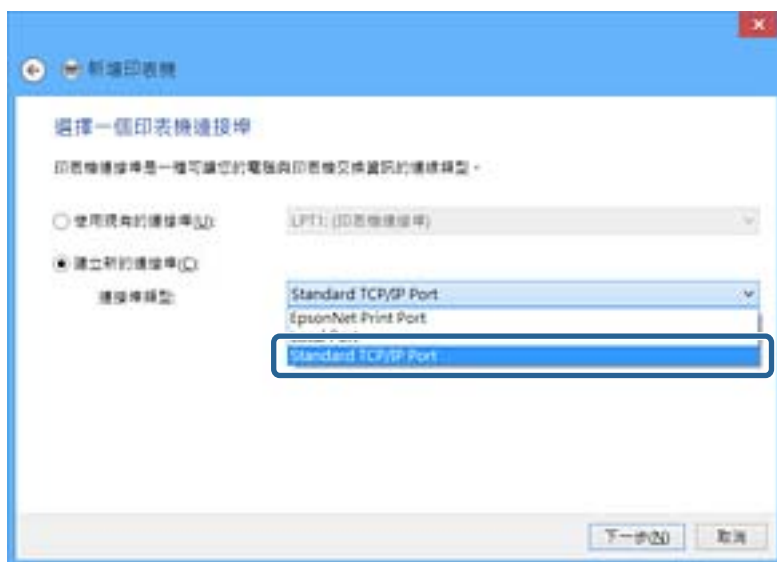 新增印表機
選擇一個印表機連接埠
印表機連接埠是一種可讓您的電腦與印表機交換資訊的連線類型。
使用現有的連接埠(U):
LPT1: (印表機連接埠)
建立新的連接埠(C):
連接埠類型:
Standard TCP/IP Port
EpsonNet Print Port
Standard TCP/IP Port
下一步(N)
取消